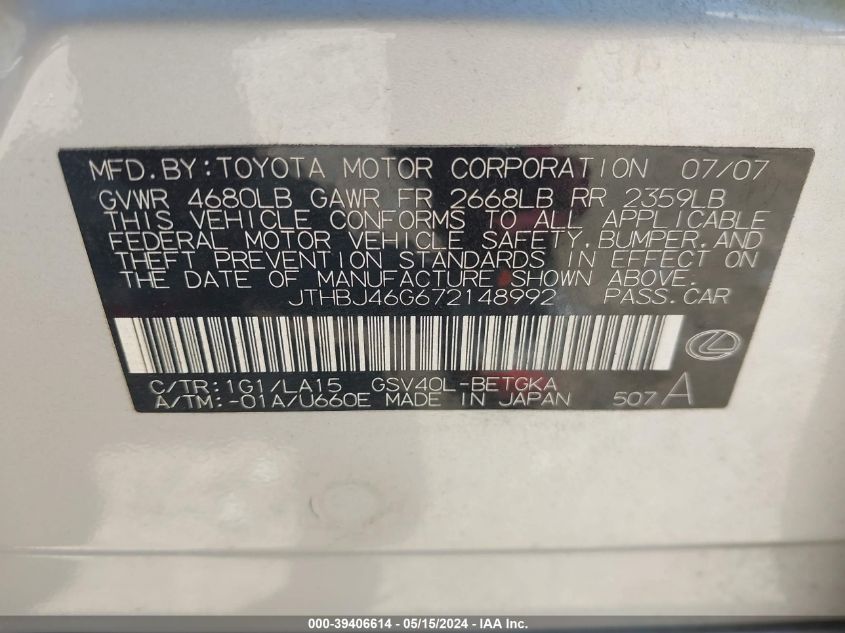 MFD.BY:TOYOTA MOTOR CORPORATION 07/07
GVWR 4680LB GAWR FR 2668LB RR 2359LB
THIS VEHICLE CONFORMS TO ALL APPLICABLE
FEDERAL MOTOR VEHICLE SAFETY,BUMPER,AND
THEFT PREVENTION STANDARDS IN EFFECT ON
THE DATE OF MANUFACTURE SHOWN ABOVE.
JTHBJ46G672148992 PASS.CAR
C/TR:1G1/LA15 GSV40L-BETGKA
A/TM:-01A/U660E MADE IN JAPAN 507 A
000-39406614 - 05/15/2024 - IAA Inc.